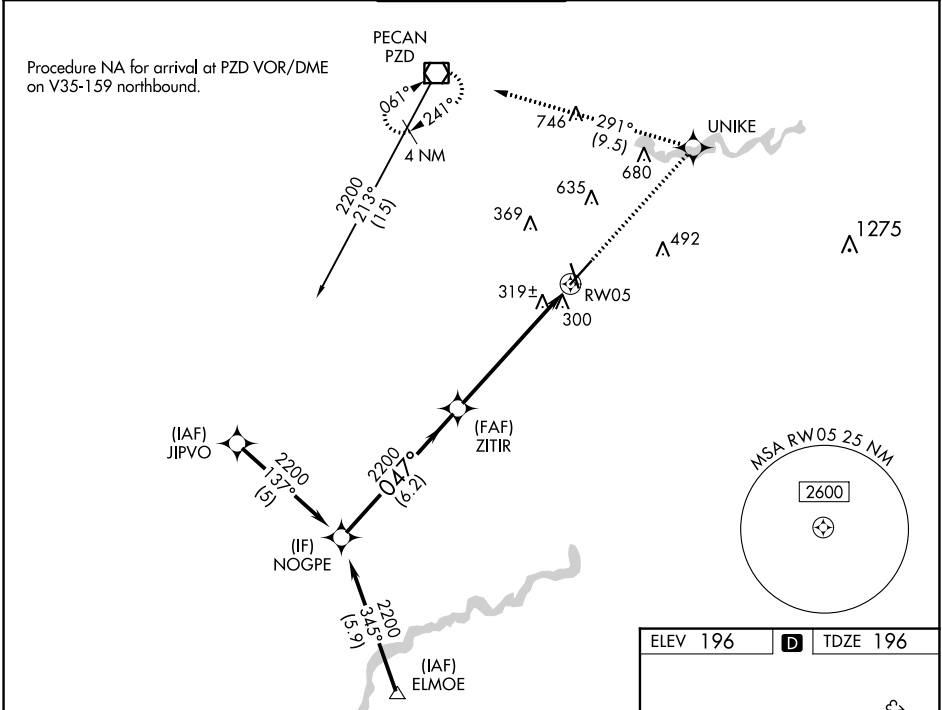 Procedure NA for arrival at PZD VOR/DME
on V35-159 northbound.
PECAN
PZD
061°
241°
4 NM
2200
213°
(15)
746
291°
(9.5)
UNIKE
680
635
369
492
1275
319±
300
RW05
(FAF)
ZITIR
(IAF)
JIPVO
2200
137°
(5)
2200
047°
(6.2)
(IF)
NOGPE
2200
345°
(5.9)
(IAF)
ELMOE
MSA RW05 25 NM
2600
ELEV 196 D TDZE 196